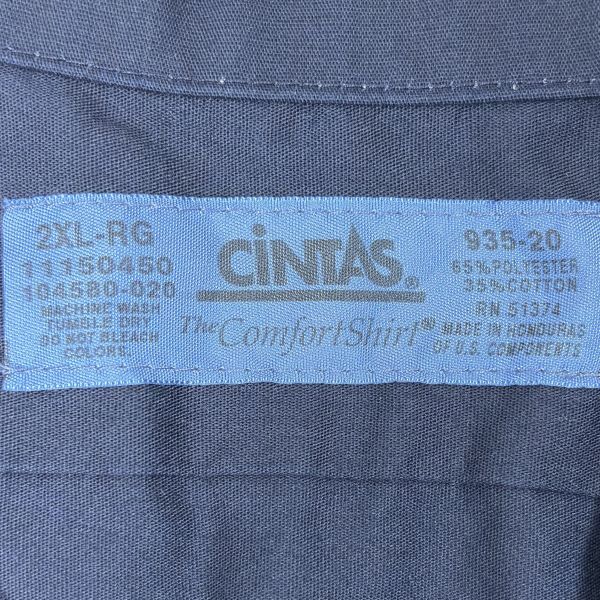 2XL-RG
11150450
104580-020
MACHINE WASH
TUMBLE DRY
DO NOT BLEACH
COLORS.
CINTAS®
The ComfortShirt®
935-20
65% POLYESTER
35% COTTON
RN 51374
MADE IN HONDURAS
OF U.S. COMPONENTS